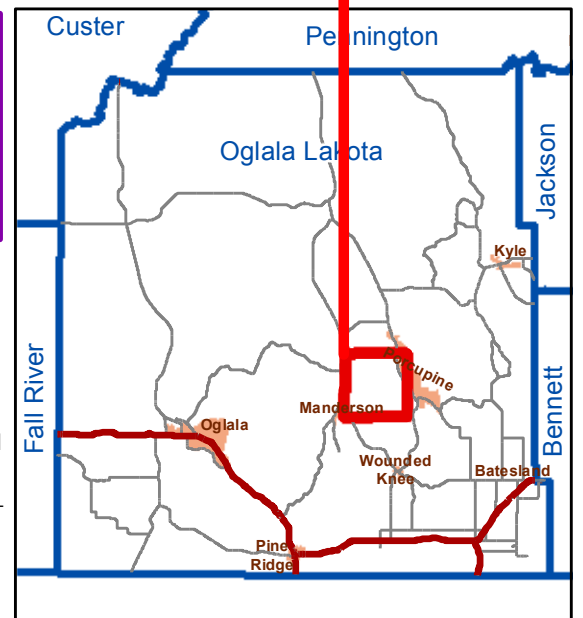 Custer
Pennington
Oglala Lakota
Jackson
Kyle
Porcupine
Fall River
Manderson
Oglala
Bennett
Wounded
Knee
Batesland
Pine
Ridge